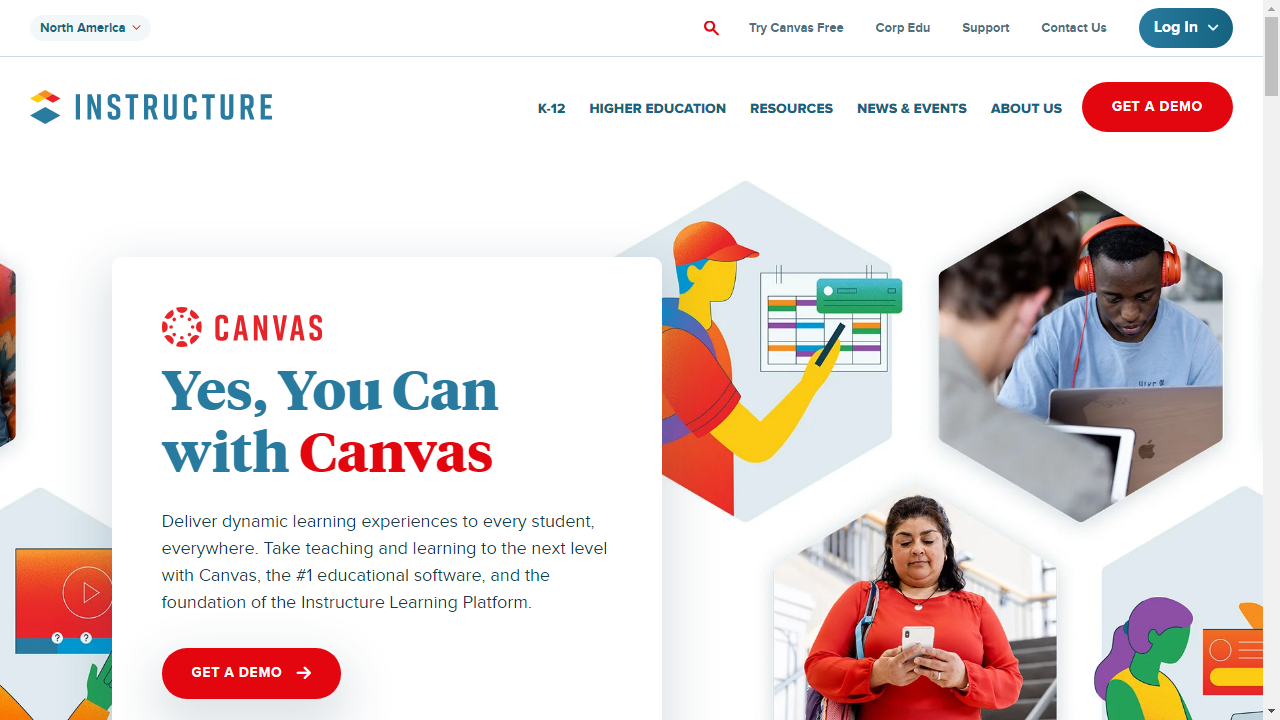 North America
Try Canvas Free
Corp Edu
Support
Contact Us
Log In
INSTRUCTURE
K-12
HIGHER EDUCATION
RESOURCES
NEWS & EVENTS
ABOUT US
GET A DEMO
CANVAS
Yes, You Can
with Canvas
Deliver dynamic learning experiences to every student,
everywhere. Take teaching and learning to the next level
with Canvas, the #1 educational software, and the
foundation of the Instructure Learning Platform.
GET A DEMO
? ?